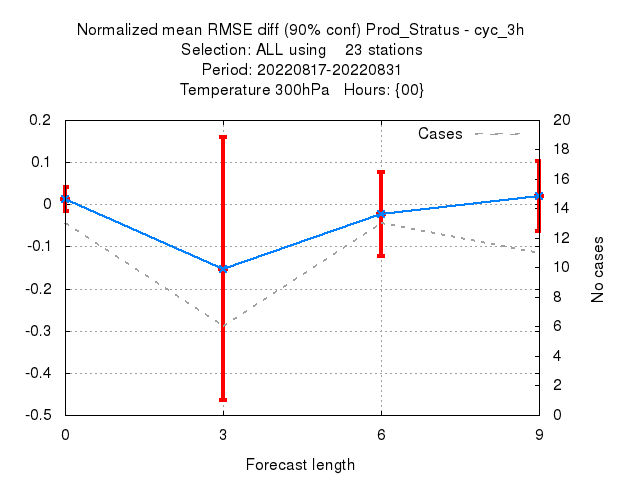 Normalized mean RMSE diff (90% conf) Prod_Stratus - cyc_3h
Selection: ALL using    23 stations
Period: 20220817-20220831
Temperature 300hPa   Hours: {00}
Cases
0.2
0.1
0
-0.1
-0.2
-0.3
-0.4
-0.5
20
18
16
14
12
10
8
6
4
2
0
No cases
0 3 6 9
Forecast length